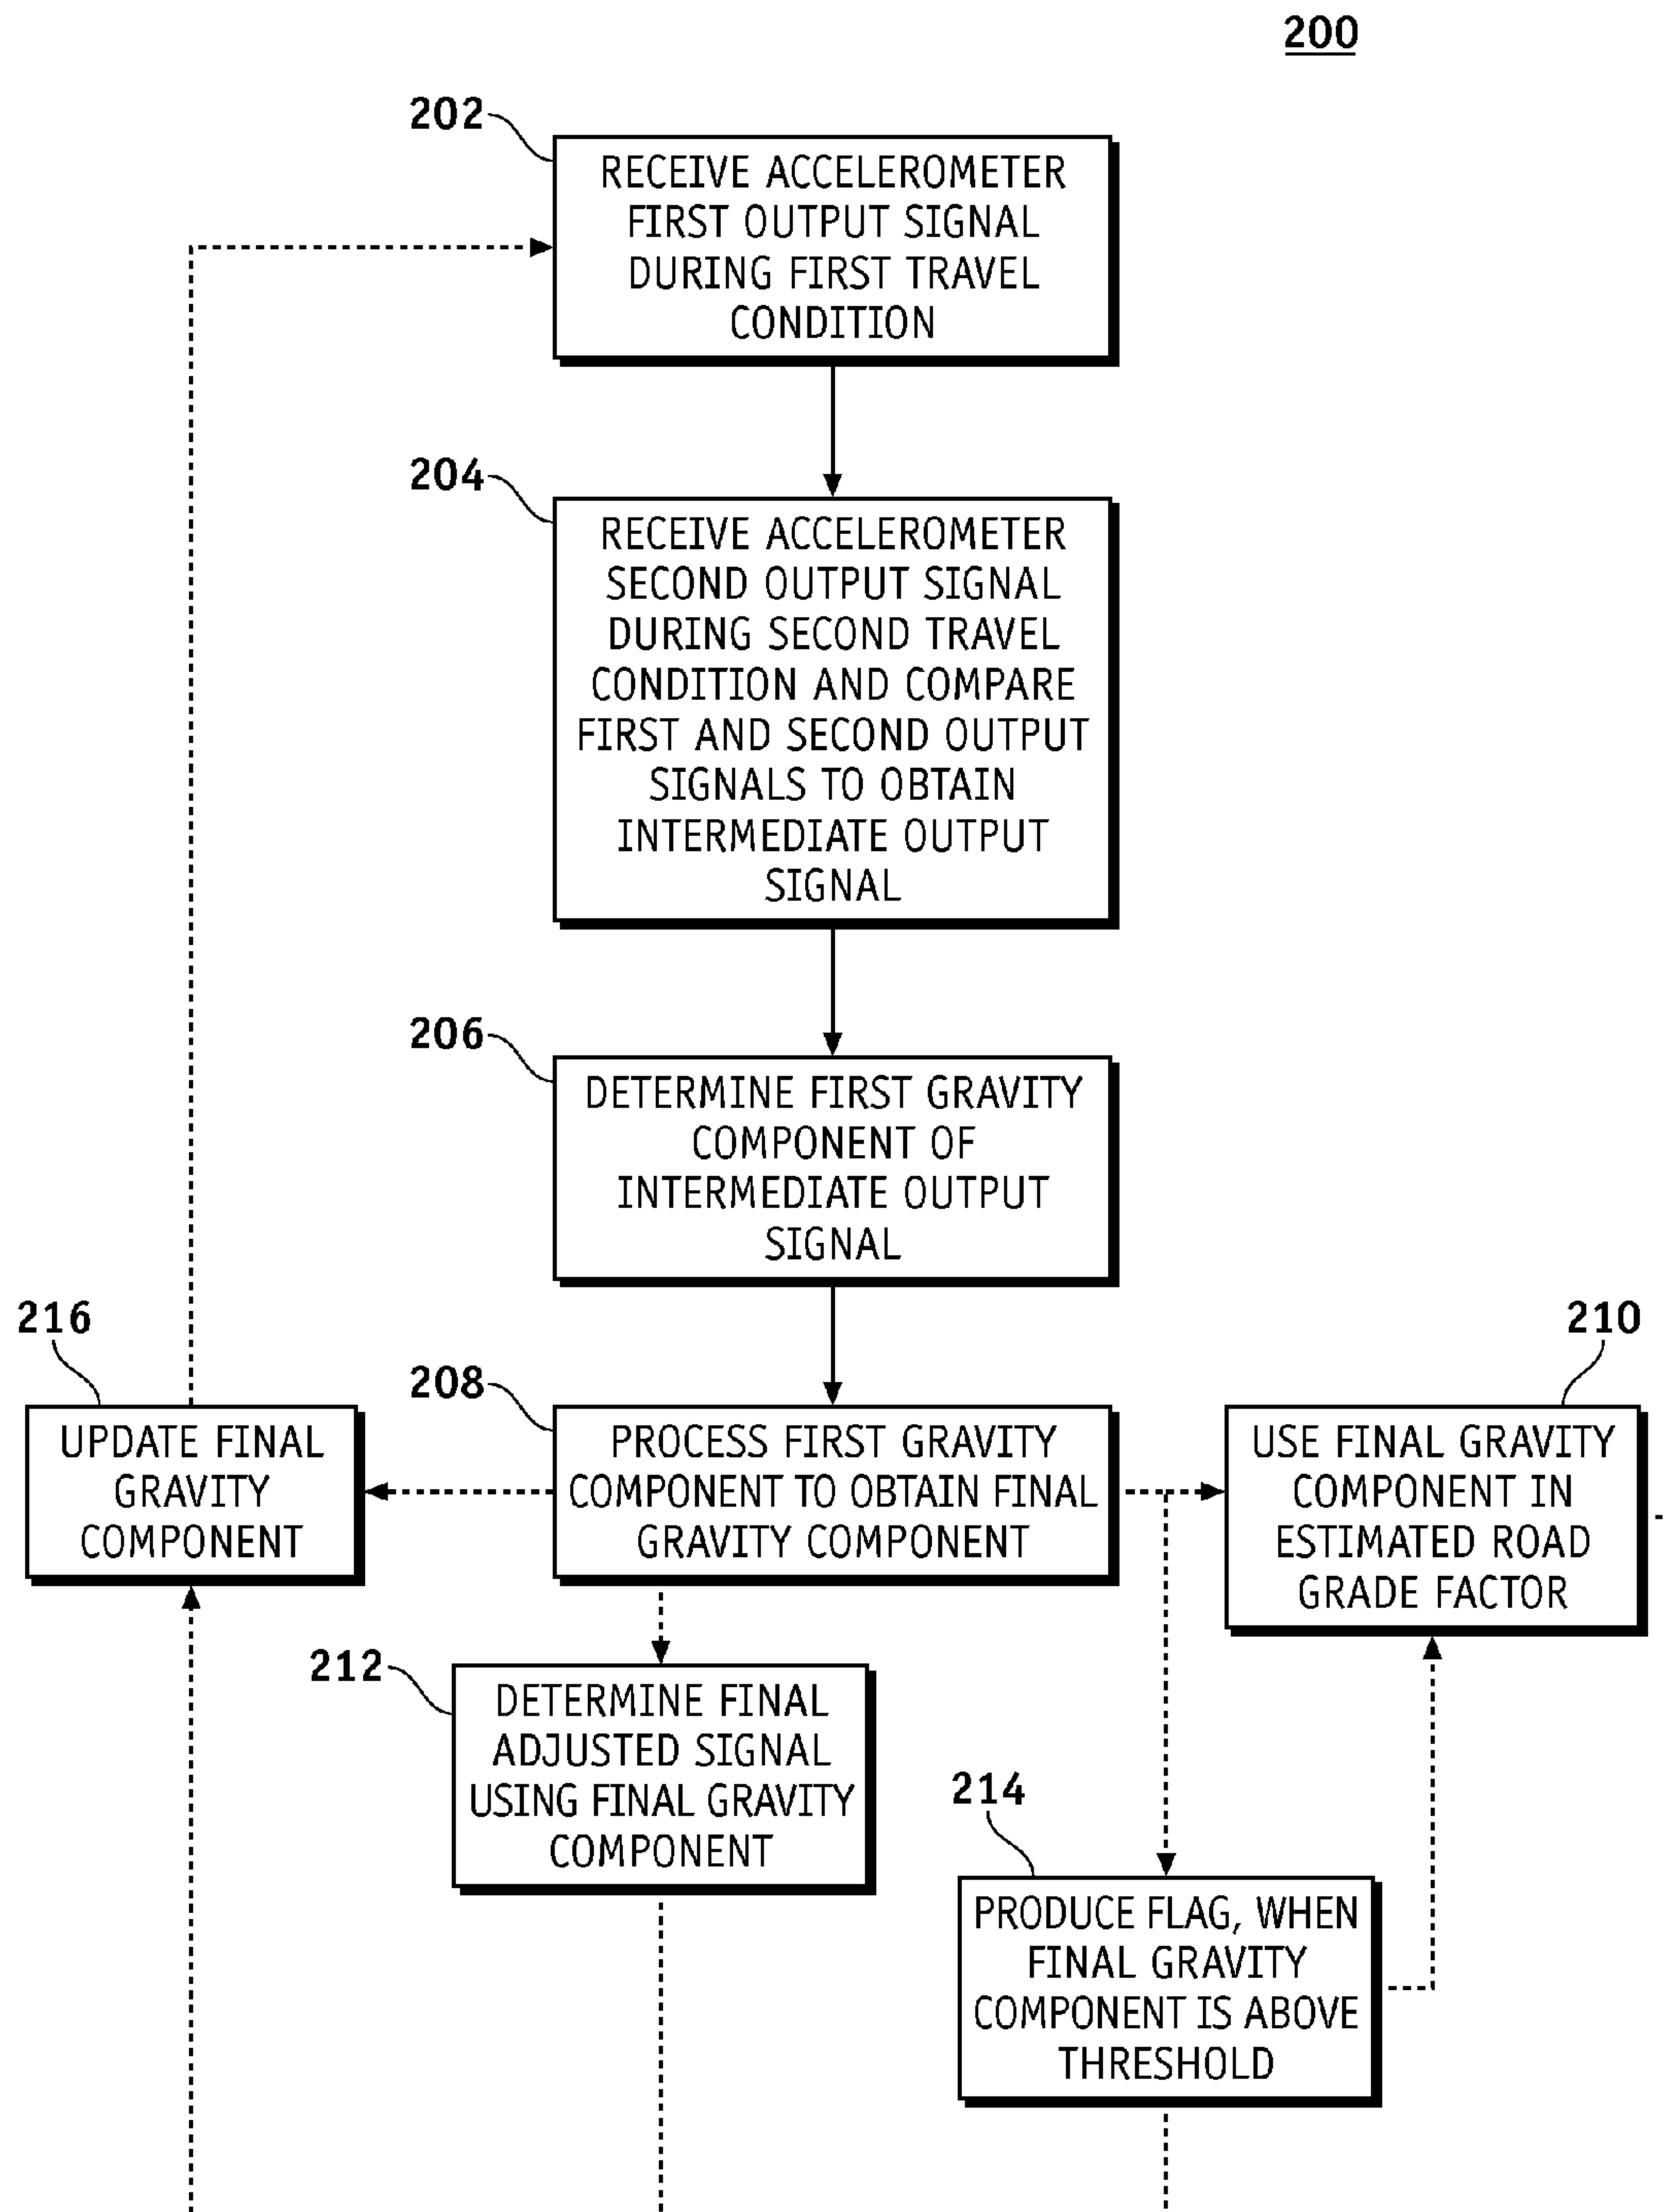 200
202
RECEIVE ACCELEROMETER
FIRST OUTPUT SIGNAL
DURING FIRST TRAVEL
CONDITION
204
RECEIVE ACCELEROMETER
SECOND OUTPUT SIGNAL
DURING SECOND TRAVEL
CONDITION AND COMPARE
FIRST AND SECOND OUTPUT
SIGNALS TO OBTAIN
INTERMEDIATE OUTPUT
SIGNAL
206
DETERMINE FIRST GRAVITY
COMPONENT OF
INTERMEDIATE OUTPUT
SIGNAL
216
UPDATE FINAL
GRAVITY
COMPONENT
208
PROCESS FIRST GRAVITY
COMPONENT TO OBTAIN FINAL
GRAVITY COMPONENT
210
USE FINAL GRAVITY
COMPONENT IN
ESTIMATED ROAD
GRADE FACTOR
212
DETERMINE FINAL
ADJUSTED SIGNAL
USING FINAL GRAVITY
COMPONENT
214
PRODUCE FLAG, WHEN
FINAL GRAVITY
COMPONENT IS ABOVE
THRESHOLD